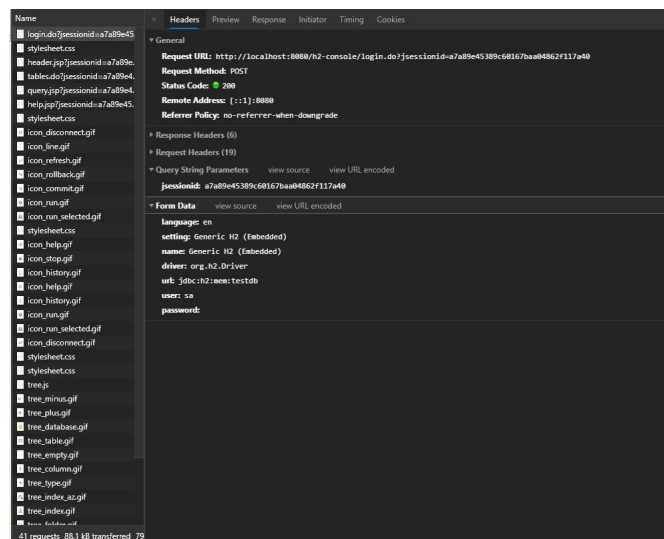 Name
login.do?jsessionid=a7a89e45
stylesheet.css
header.jsp?jsessionid=a7a89e.
tables.do?jsessionid=a7a89e4.
query.jsp?jsessionid=a7a89e4.
help.jsp?jsessionid=a7a89e45.
stylesheet.css
icon_disconnect.gif
icon_line.gif
icon_refresh.gif
icon_rollback.gif
icon_commit.gif
icon_run.gif
icon_run_selected.gif
stylesheet.css
icon_help.gif
icon_stop.gif
icon_history.gif
icon_help.gif
icon_history.gif
icon_run.gif
icon_run_selected.gif
icon_disconnect.gif
stylesheet.css
stylesheet.css
tree.js
tree_minus.gif
tree_plus.gif
tree_database.gif
tree_table.gif
tree_empty.gif
tree_column.gif
tree_type.gif
tree_index_az.gif
tree_index.gif
tree_folder.gif
41 requests 88.1 kB transferred 79
× Headers Preview Response Initiator Timing Cookies
General
Request URL: http://localhost:8080/h2-console/login.do?jsessionid=a7a89e45389c60167baa04862f117a40
Request Method: POST
Status Code: 200
Remote Address: [::1]:8080
Referrer Policy: no-referrer-when-downgrade
Response Headers (6)
Request Headers (19)
Query String Parameters view source view URL encoded
jsessionid: a7a89e45389c60167baa04862f117a40
Form Data view source view URL encoded
language: en
setting: Generic H2 (Embedded)
name: Generic H2 (Embedded)
driver: org.h2.Driver
url: jdbc:h2:mem:testdb
user: sa
password: